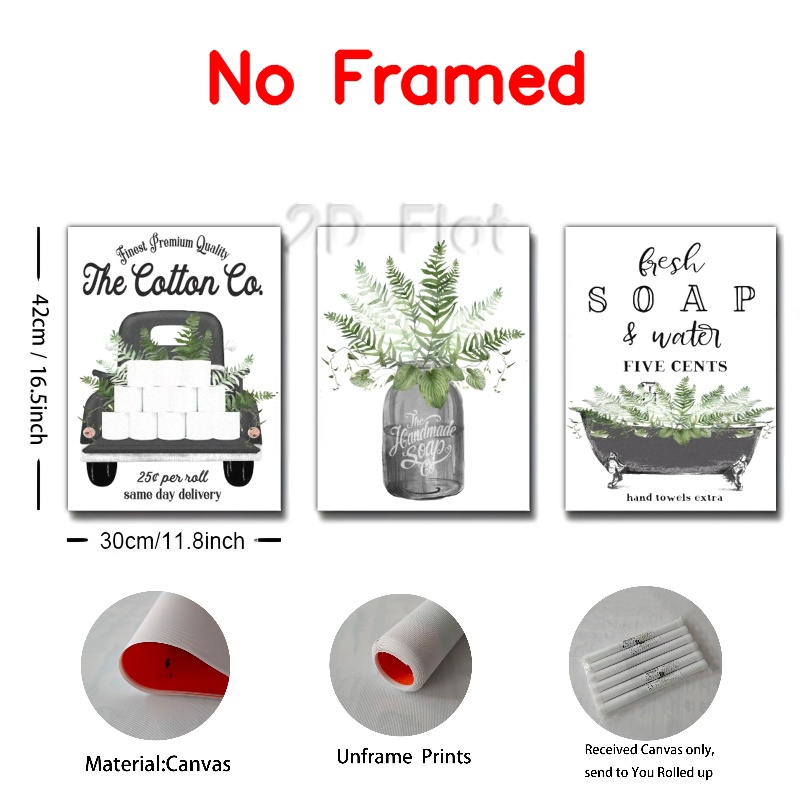 No Framed
2D Flat
Finest Premium Quality
The Cotton Co.
25¢ per roll
same day delivery
The
Handmade
Soap
Co
fresh
SOAP
& water
FIVE CENTS
hand towels extra
42cm / 16.5inch
30cm/11.8inch
Material:Canvas
Unframe Prints
Received Canvas only,
send to You Rolled up